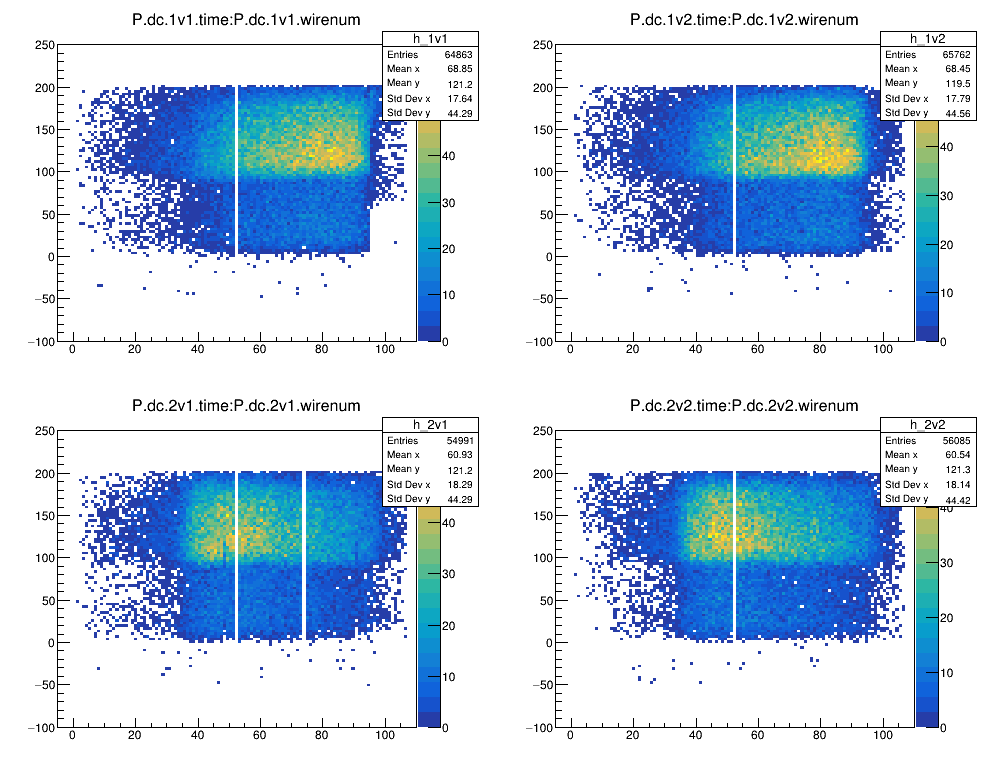 P.dc.1v1.time:P.dc.1v1.wirenum
h_1v1
Entries 64863
Mean x 68.85
Mean y 121.2
Std Dev x 17.64
Std Dev y 44.29
250
200
150
100
50
0
−50
−100
0 20 40 60 80 100
40
30
20
10
0
P.dc.1v2.time:P.dc.1v2.wirenum
h_1v2
Entries 65762
Mean x 68.45
Mean y 119.5
Std Dev x 17.79
Std Dev y 44.56
250
200
150
100
50
0
−50
−100
0 20 40 60 80 100
40
30
20
10
0
P.dc.2v1.time:P.dc.2v1.wirenum
h_2v1
Entries 54991
Mean x 60.93
Mean y 121.2
Std Dev x 18.29
Std Dev y 44.29
250
200
150
100
50
0
−50
−100
0 20 40 60 80 100
40
30
20
10
0
P.dc.2v2.time:P.dc.2v2.wirenum
h_2v2
Entries 56085
Mean x 60.54
Mean y 121.3
Std Dev x 18.14
Std Dev y 44.42
250
200
150
100
50
0
−50
−100
0 20 40 60 80 100
40
30
20
10
0